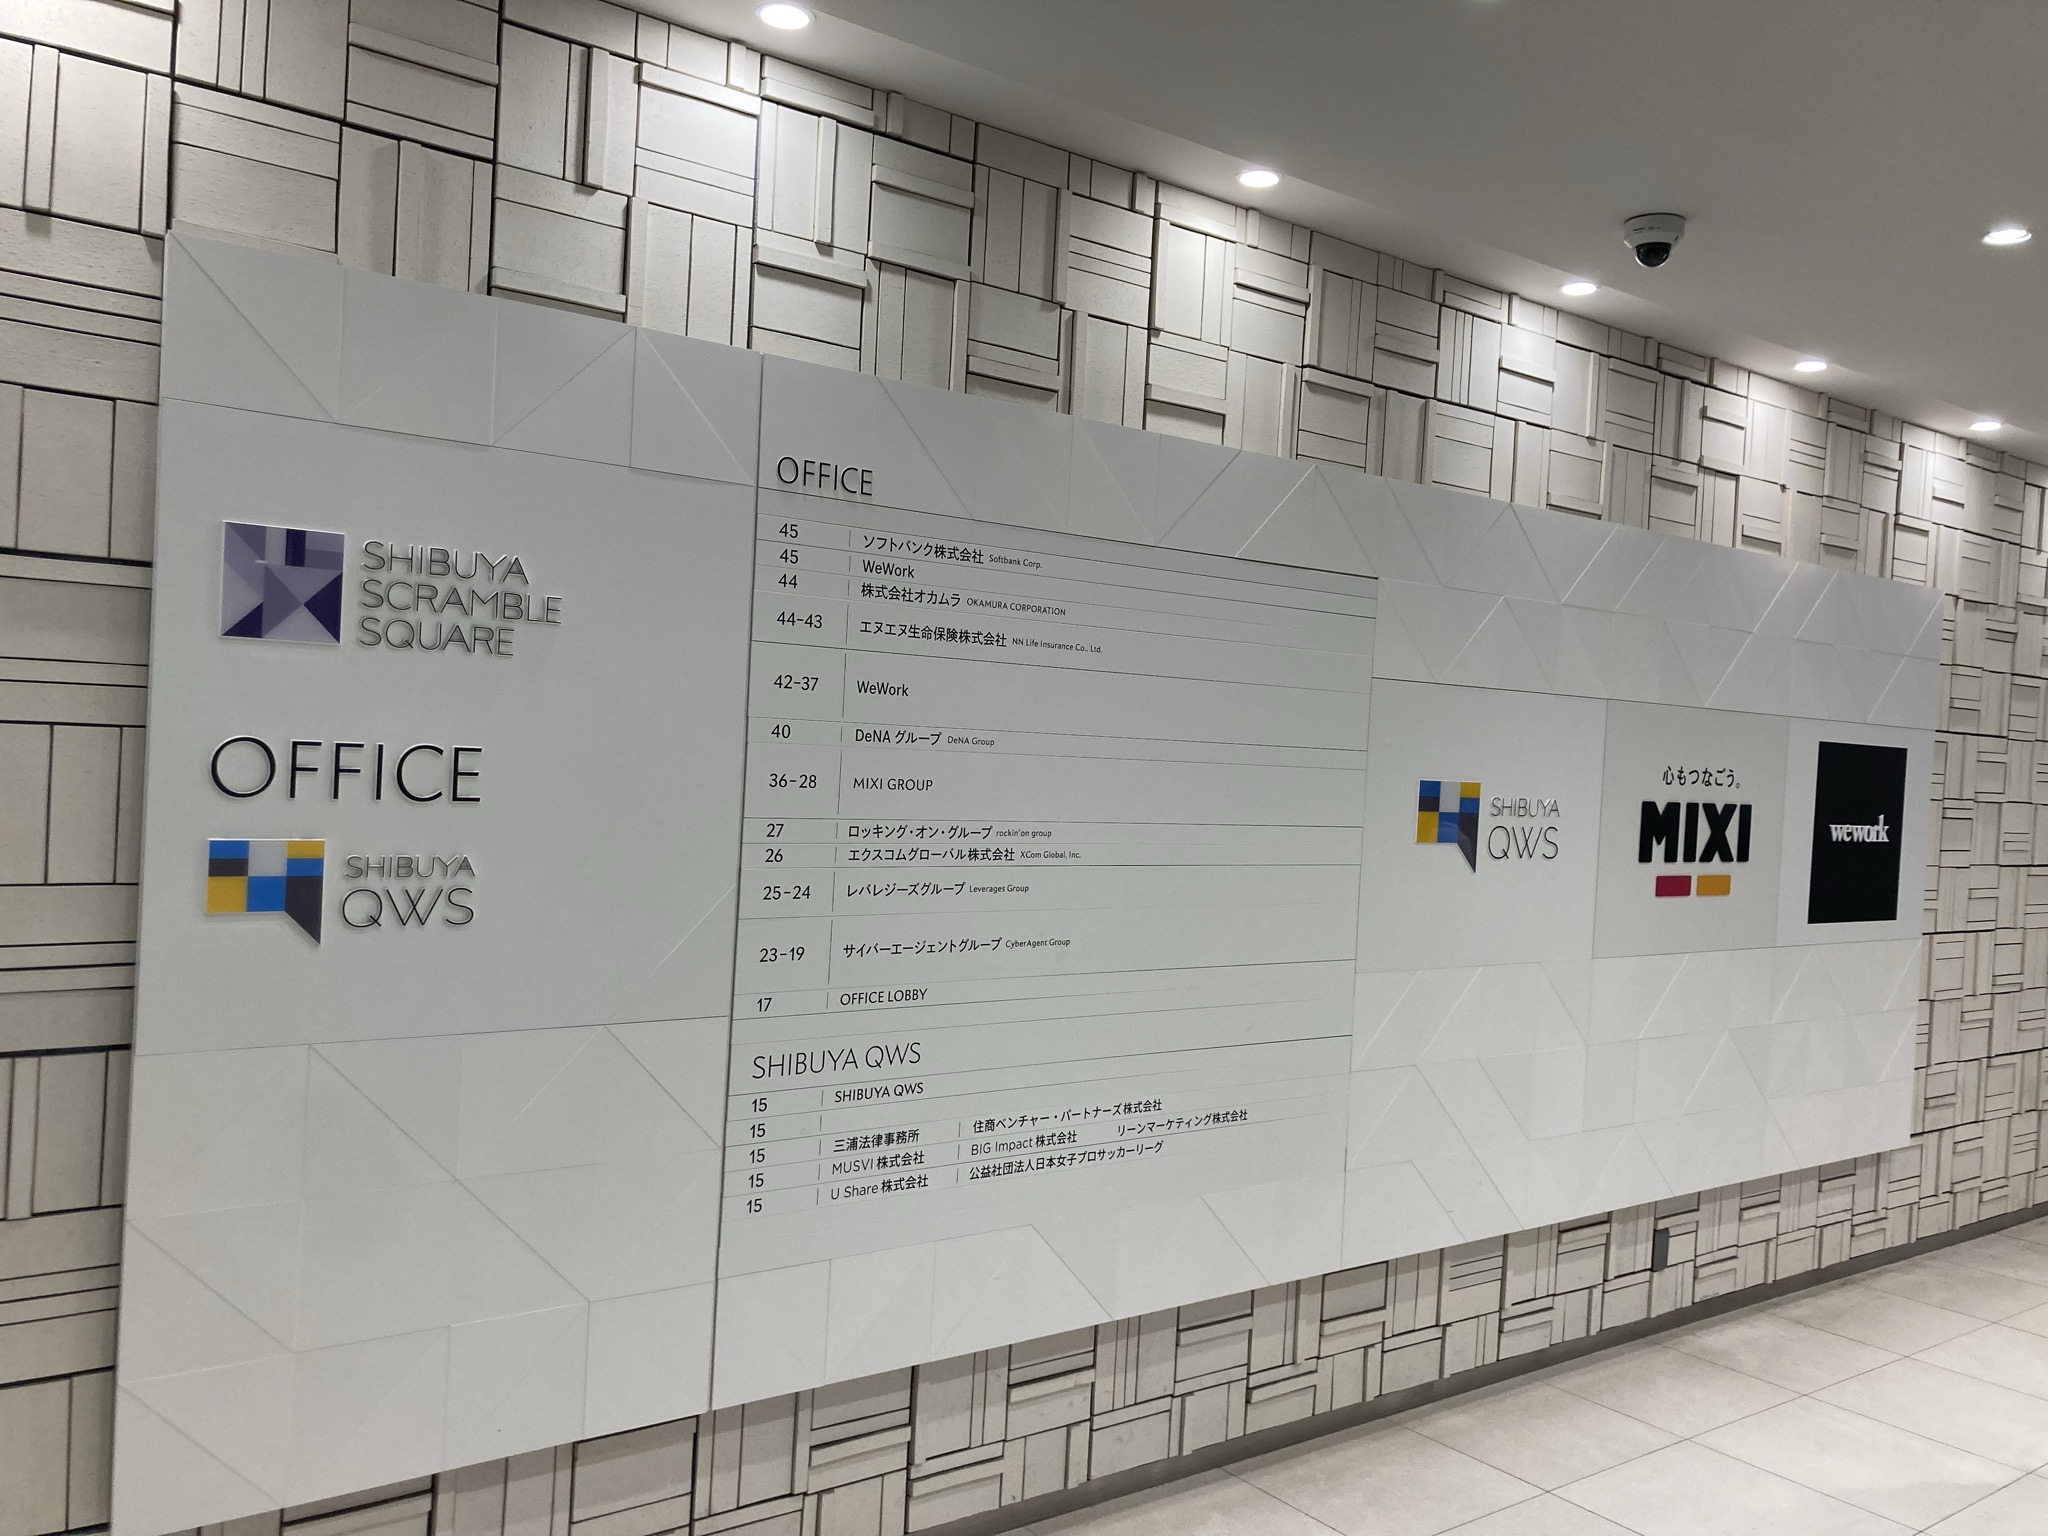 SHIBUYA
SCRAMBLE
SQUARE
OFFICE
SHIBUYA
QWS
OFFICE
45 ソフトバンク株式会社 Softbank Corp.
45 WeWork
44 株式会社オカムラ OKAMURA CORPORATION
44-43 エヌエヌ生命保険株式会社 NN Life Insurance Co., Ltd.
42-37 WeWork
40 DeNA グループ DeNA Group
36-28 MIXI GROUP
27 ロッキング・オン・グループ rockin'on group
26 エクスコムグローバル株式会社 XCom Global, Inc.
25-24 レバレジーズグループ Leverages Group
23-19 サイバーエージェントグループ CyberAgent Group
17 OFFICE LOBBY
SHIBUYA QWS
15 SHIBUYA QWS
15
15 三浦法律事務所 住商ベンチャー・パートナーズ株式会社
15 MUSVI 株式会社 BIG Impact 株式会社 リーンマーケティング株式会社
15 U Share 株式会社 公益社団法人日本女子プロサッカーリーグ
SHIBUYA
QWS
心もつなごう。
MIXI
wework